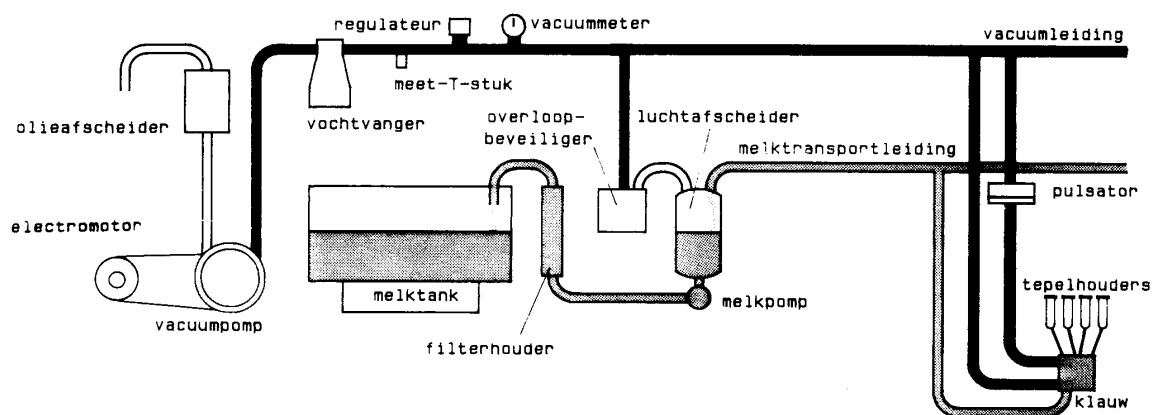 regulateur
vacuummeter
vacuumleiding
meet-T-stuk
olieafscheider
vochtvanger
overloop-
beveiliger
luchtafscheider
melktransportleiding
pulsator
electromotor
tepelhouders
melktank
melkpomp
vacuumpomp
filterhouder
klauw